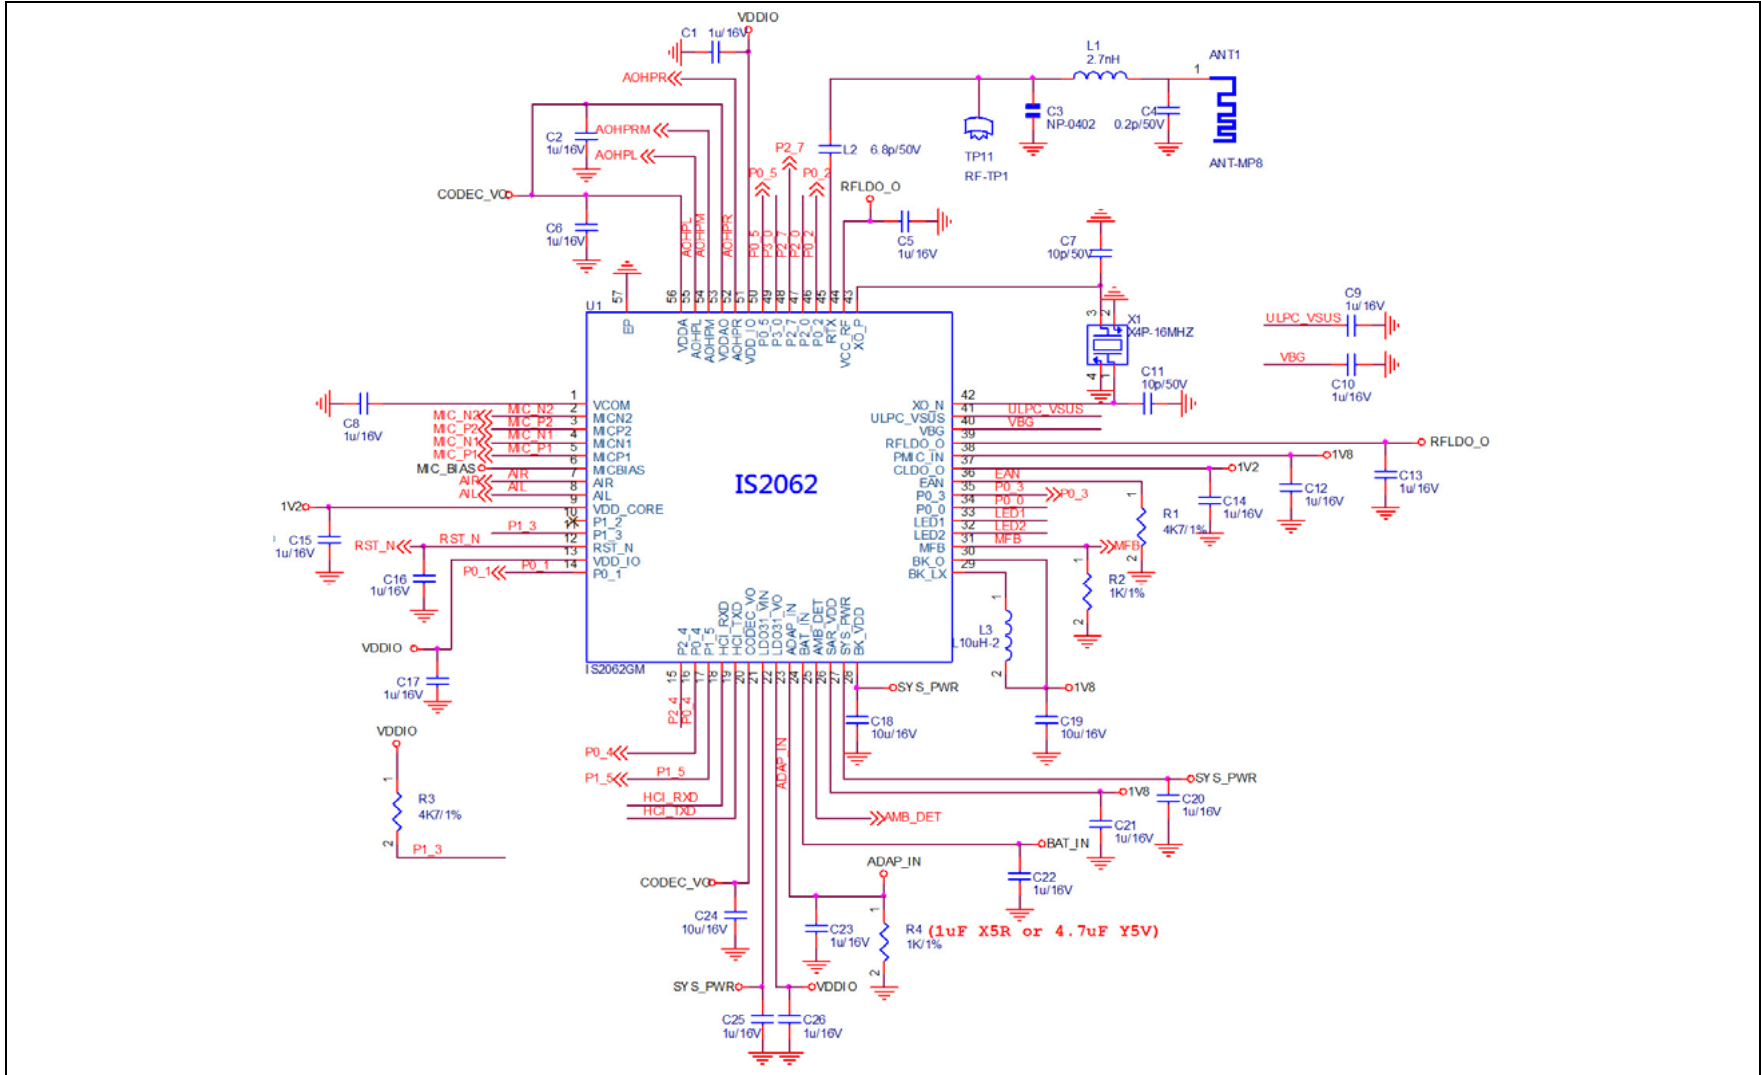 VDDIO
C1 1u/16V
AOHPR
C2
1u/16V
AOHPRM
AOHPL
CODEC_VO
C6
1u/16V
L2 6.8p/50V
P2_7
P0_5
P0_2
RFLDO_O
C5
1u/16V
TP11
RF-TP1
C3
NP-0402
L1
2.7nH
C4
0.2p/50V
1
ANT1
ANT-MP8
C7
10p/50V
3
2
X1
X4P-16MHZ
4
1
C11
10p/50V
ULPC_VSUS
C9
1u/16V
VBG
C10
1u/16V
AOHPL
AOHPM
AOHPR
P0_5
P3_0
P2_7
P2_0
P0_2
57
56
55
54
53
52
51
50
49
48
47
46
45
44
43
U1
EP
VDDA
AOHPL
AOHPM
VDDAO
AOHPR
VDD_IO
P0_5
P3_0
P2_7
P2_0
P0_2
RTX
VCC_RF
XO_P
C8
1u/16V
1 VCOM
MIC_N2 MIC_N2 2 MICN2
MIC_P2 MIC_P2 3 MICP2
MIC_N1 MIC_N1 4 MICN1
MIC_P1 MIC_P1 5 MICP1
MIC_BIAS 6 MICBIAS
AIR AIR 7 AIR
AIL AIL 8 AIL
1V2 9 VDD_CORE
10 P1_2
P1_3 11 P1_3
RST_N RST_N 12 RST_N
13 VDD_IO
P0_1 P0_1 14 P0_1
C15
1u/16V
C16
1u/16V
VDDIO
C17
1u/16V
IS2062
IS2062GM
XO_N 42
ULPC_VSUS 41 ULPC_VSUS
VBG 40 VBG
RFLDO_O 39 RFLDO_O
PMIC_IN 38 1V8
CLDO_O 37 1V2
EAN 36 EAN
P0_3 35 P0_3 P0_3
P0_0 34 P0_0
LED1 33 LED1
LED2 32 LED2
MFB 31 MFB MFB
BK_O 30
BK_LX 29
C13
1u/16V
C12
1u/16V
C14
1u/16V
1
R1
4K7/1%
2
1
R2
1K/1%
2
1
L3
L10uH-2
2
1V8
C19
10u/16V
P2_4
P0_4
P1_5
HCI_RXD
HCI_TXD
CODEC_VO
LDO31_VIN
LDO31_VO
ADAP_IN
BAT_IN
AMB_DET
SAR_VDD
SYS_PWR
BK_VDD
15
16
17
18
19
20
21
22
23
24
25
26
27
28
P2_4
P0_4
SYS_PWR
C18
10u/16V
VDDIO
1
R3
4K7/1%
2
P1_3
P0_4
P1_5 P1_5
HCI_RXD
HCI_TXD
ADAP_IN
SYS_PWR
C20
1u/16V
1V8
C21
1u/16V
AMB_DET
BAT_IN
C22
1u/16V
ADAP_IN
CODEC_VO
C24
10u/16V
C23
1u/16V
1
R4 (1uF X5R or 4.7uF Y5V)
1K/1%
2
SYS_PWR
VDDIO
C25
1u/16V
C26
1u/16V